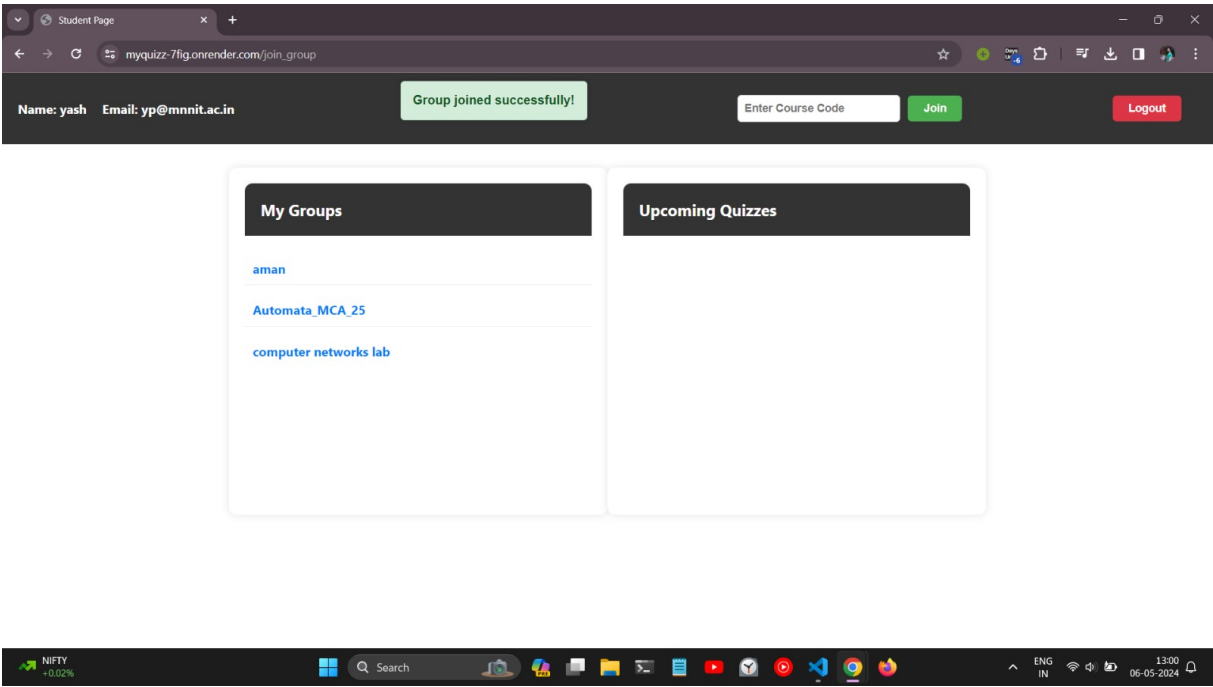 Student Page
myquizz-7fig.onrender.com/join_group
Name: yash Email: yp@mnnit.ac.in
Group joined successfully!
Enter Course Code
Join
Logout
My Groups
aman
Automata_MCA_25
computer networks lab
Upcoming Quizzes
NIFTY
+0.02%
Search
ENG
IN
13:00
06-05-2024